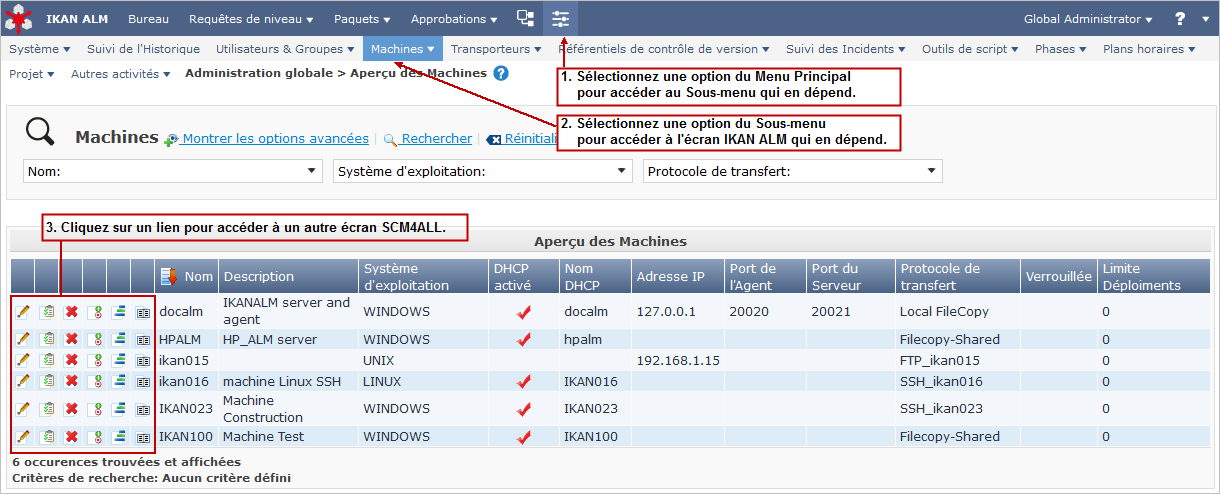 IKAN ALM Bureau Requêtes de niveau Paquets Approbations Global Administrator ?
Système Suivi de l'Historique Utilisateurs & Groupes Machines Transporteurs Référentiels de contrôle de version Suivi des Incidents Outils de script Phases Plans horaires
Projet Autres activités Administration globale > Aperçu des Machines ?
1. Sélectionnez une option du Menu Principal
pour accéder au Sous-menu qui en dépend.
2. Sélectionnez une option du Sous-menu
pour accéder à l'écran IKAN ALM qui en dépend.
Machines Montrer les options avancées Rechercher Réinitiali
Nom: Système d'exploitation: Protocole de transfert:
3. Cliquez sur un lien pour accéder à un autre écran SCM4ALL.
Aperçu des Machines
Nom Description Système d'exploitation DHCP activé Nom DHCP Adresse IP Port de l'Agent Port du Serveur Protocole de transfert Verrouillée Limite Déploiments
docalm IKANALM server and agent WINDOWS docalm 127.0.0.1 20020 20021 Local FileCopy 0
HPALM HP_ALM server WINDOWS hpalm Filecopy-Shared 0
ikan015 UNIX 192.168.1.15 FTP_ikan015 0
ikan016 machine Linux SSH LINUX IKAN016 SSH_ikan016 0
IKAN023 Machine Construction WINDOWS IKAN023 SSH_ikan023 0
IKAN100 Machine Test WINDOWS IKAN100 Filecopy-Shared 0
6 occurences trouvées et affichées
Critères de recherche: Aucun critère défini